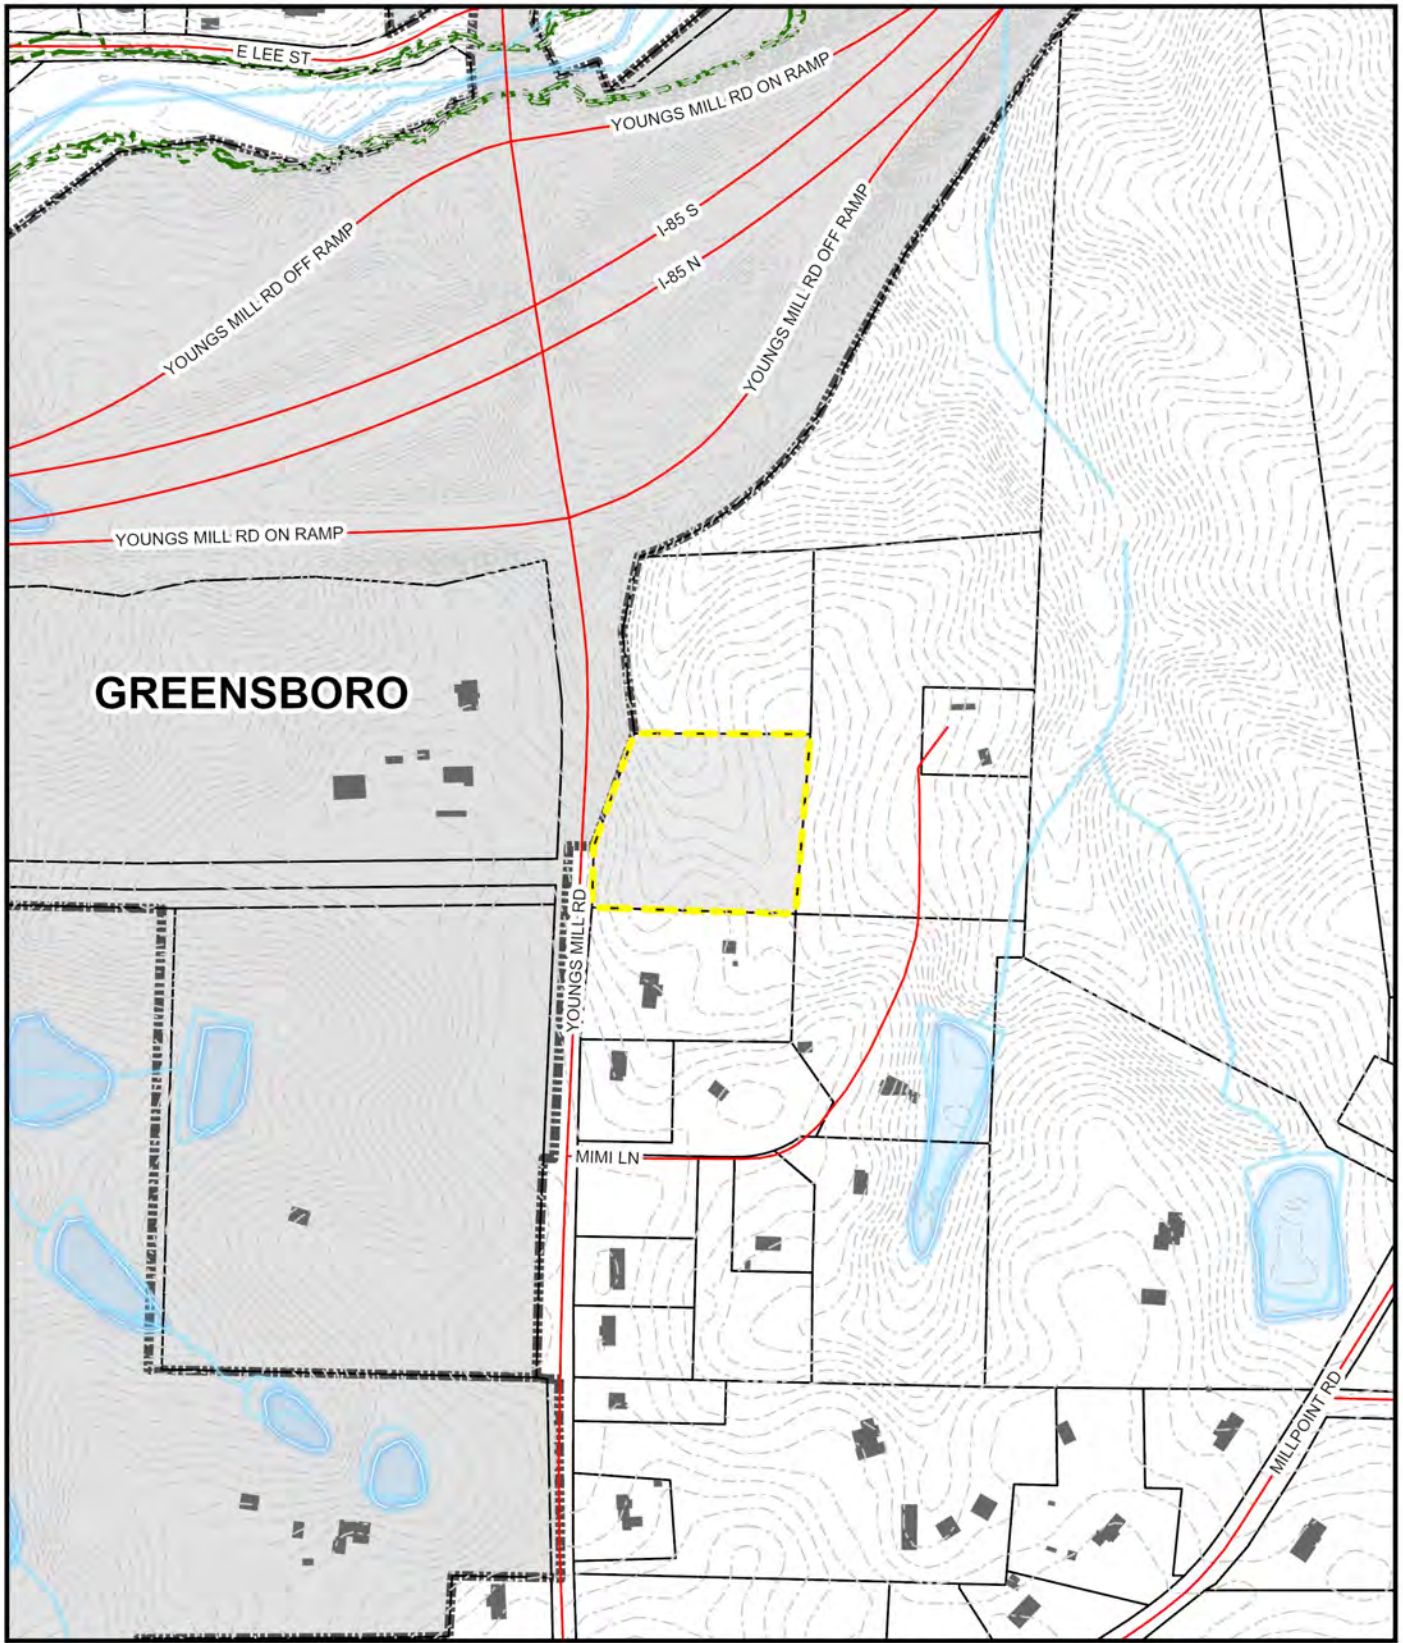 E LEE ST
YOUNGS MILL RD ON RAMP
I-85 S
YOUNGS MILL RD OFF RAMP
I-85 N
YOUNGS MILL RD OFF RAMP
YOUNGS MILL RD ON RAMP
GREENSBORO
YOUNGS MILL RD
MIMI LN
MILLPOINT RD